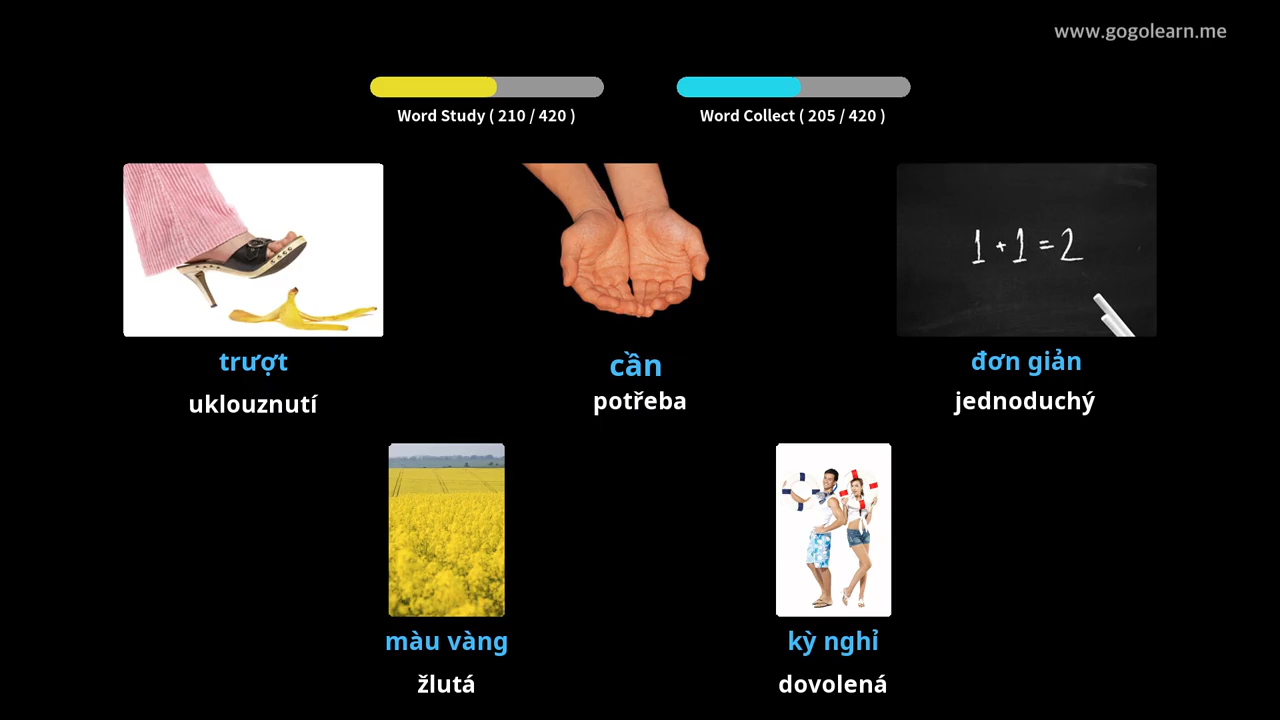 www.gogolearn.me
Word Study ( 210 / 420 )
Word Collect ( 205 / 420 )
1 + 1 = 2
trượt
cần
đơn giản
uklouznutí
potřeba
jednoduchý
màu vàng
kỳ nghỉ
žlutá
dovolená